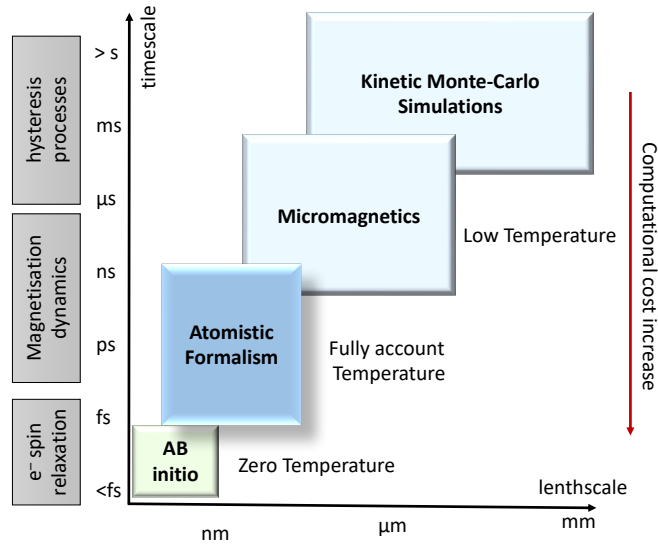 timescale
> s
ms
µs
ns
ps
fs
<fs
hysteresis
processes
Magnetisation
dynamics
e⁻ spin
relaxation
Kinetic Monte-Carlo
Simulations
Micromagnetics
Low Temperature
Atomistic
Formalism
Fully account
Temperature
AB
initio
Zero Temperature
Computational cost increase
lenthscale
nm
µm
mm